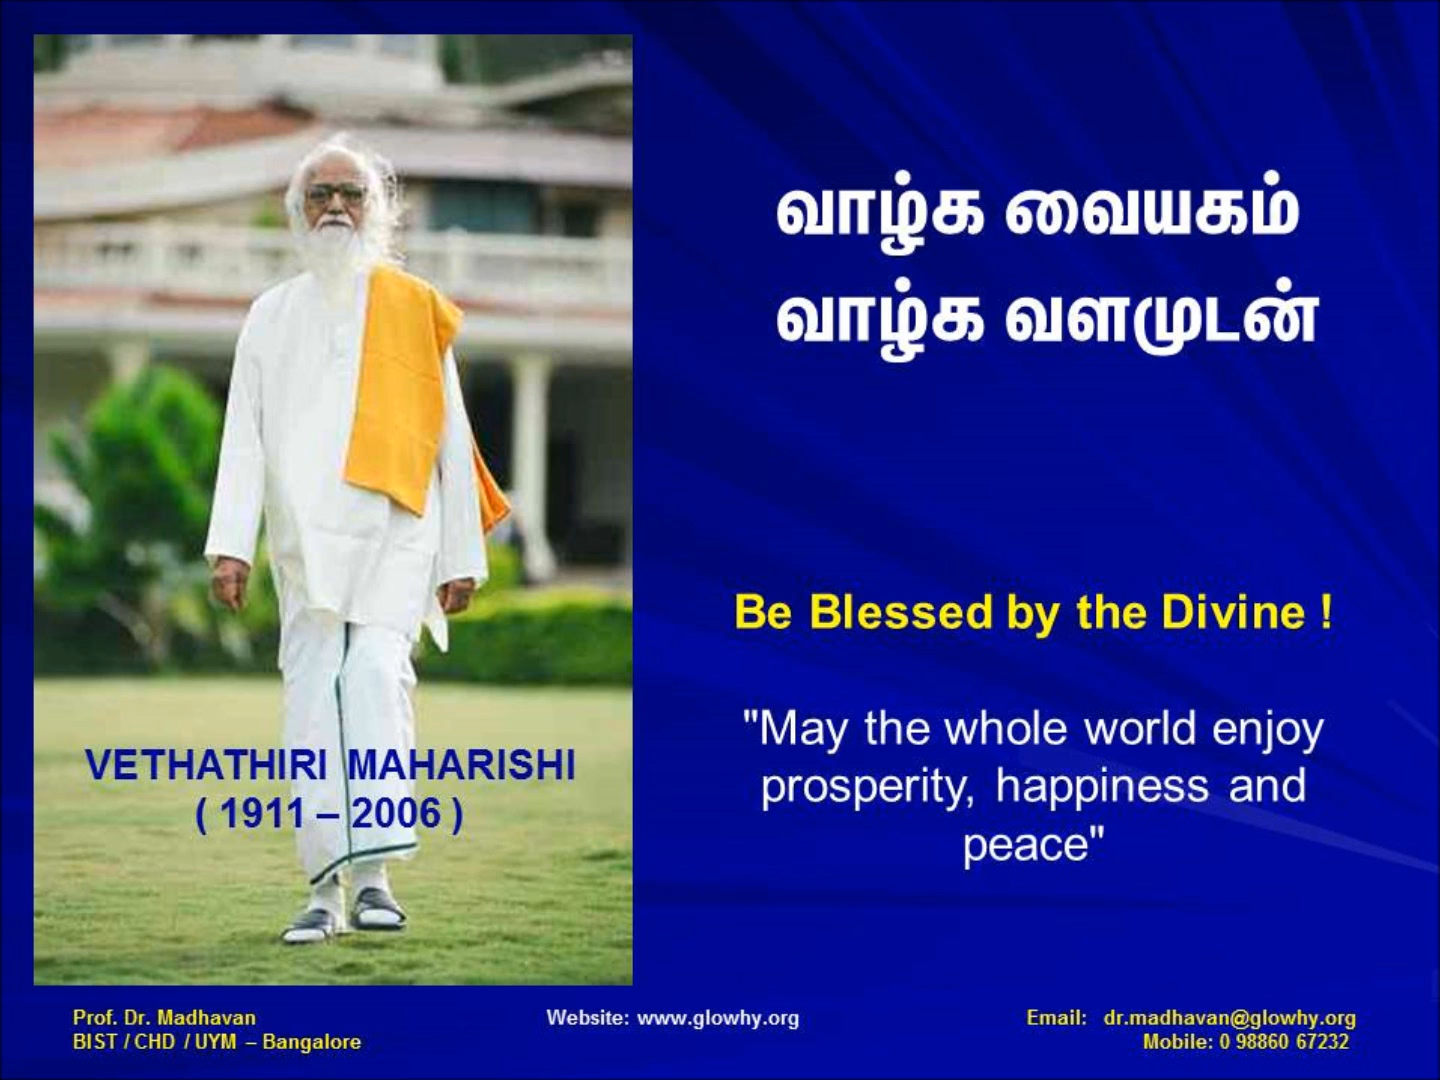 வாழ்க வையகம்
வாழ்க வளமுடன்
Be Blessed by the Divine !
"May the whole world enjoy
prosperity, happiness and
peace"
VETHATHIRI MAHARISHI
( 1911 – 2006 )
Prof. Dr. Madhavan
BIST / CHD / UYM – Bangalore
Website: www.glowhy.org
Email: dr.madhavan@glowhy.org
Mobile: 0 98860 67232